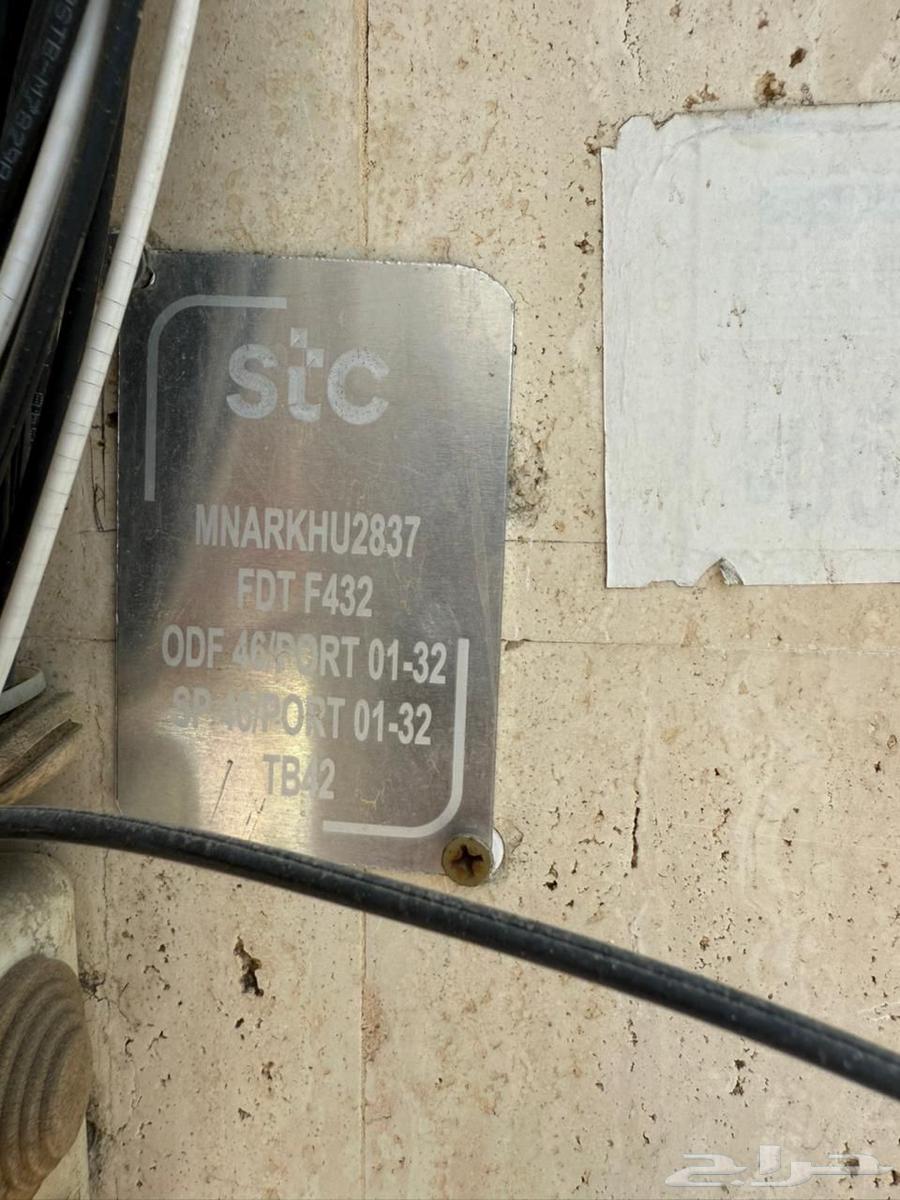 stc
MNARKHU2837
FDT F432
ODF 46/PORT 01-32
SP 46/PORT 01-32
TB42
حراج